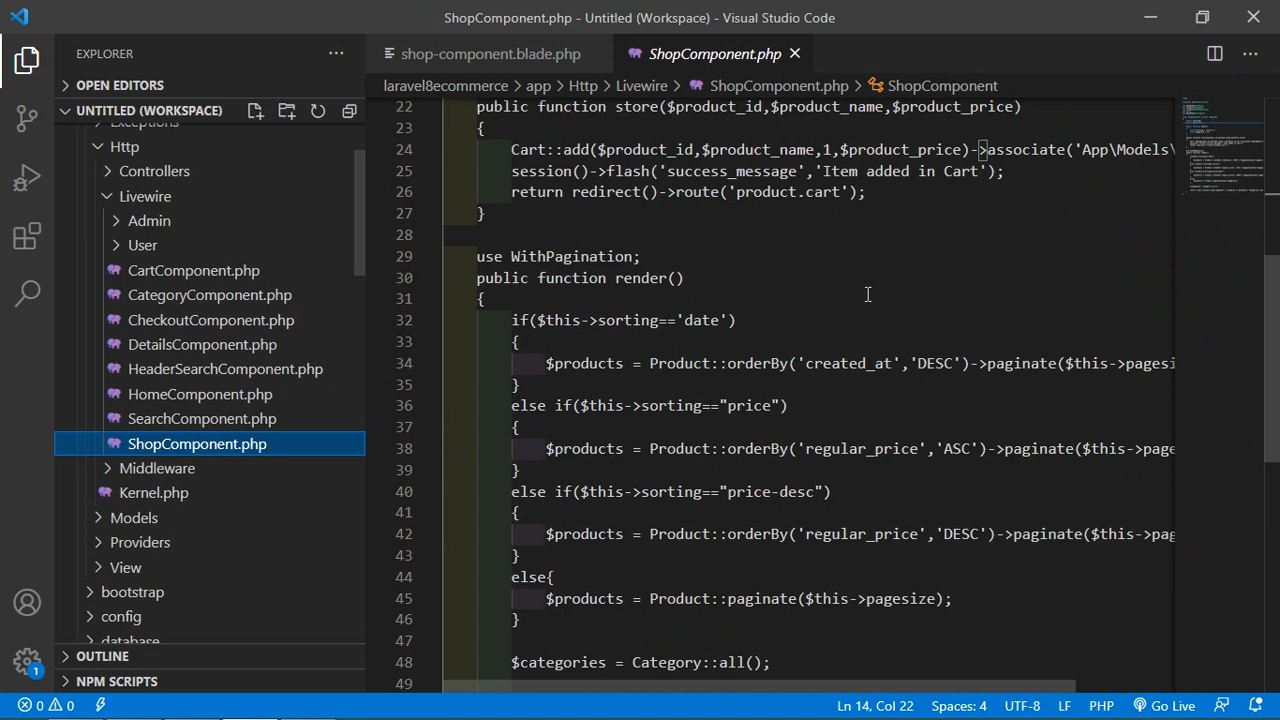 ShopComponent.php - Untitled (Workspace) - Visual Studio Code
EXPLORER
shop-component.blade.php
ShopComponent.php
laravel8ecommerce > app > Http > Livewire > ShopComponent.php > ShopComponent
OPEN EDITORS
UNTITLED (WORKSPACE)
Exceptions
Http
Controllers
Livewire
Admin
User
CartComponent.php
CategoryComponent.php
CheckoutComponent.php
DetailsComponent.php
HeaderSearchComponent.php
HomeComponent.php
SearchComponent.php
ShopComponent.php
Middleware
Kernel.php
Models
Providers
View
bootstrap
config
database
OUTLINE
NPM SCRIPTS
22 public function store($product_id,$product_name,$product_price)
23 {
24 Cart::add($product_id,$product_name,1,$product_price)->associate('App\Models\
25 session()->flash('success_message','Item added in Cart');
26 return redirect()->route('product.cart');
27 }
28
29 use WithPagination;
30 public function render()
31 {
32 if($this->sorting=='date')
33 {
34 $products = Product::orderBy('created_at','DESC')->paginate($this->pagesi
35 }
36 else if($this->sorting=="price")
37 {
38 $products = Product::orderBy('regular_price','ASC')->paginate($this->page
39 }
40 else if($this->sorting=="price-desc")
41 {
42 $products = Product::orderBy('regular_price','DESC')->paginate($this->pag
43 }
44 else{
45 $products = Product::paginate($this->pagesize);
46 }
47
48 $categories = Category::all();
49
1
0 0
Ln 14, Col 22
Spaces: 4
UTF-8
LF
PHP
Go Live